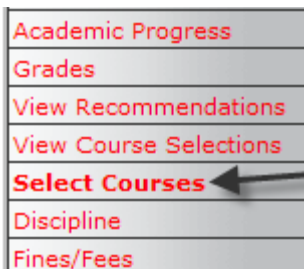 Academic Progress
Grades
View Recommendations
View Course Selections
Select Courses
Discipline
Fines/Fees